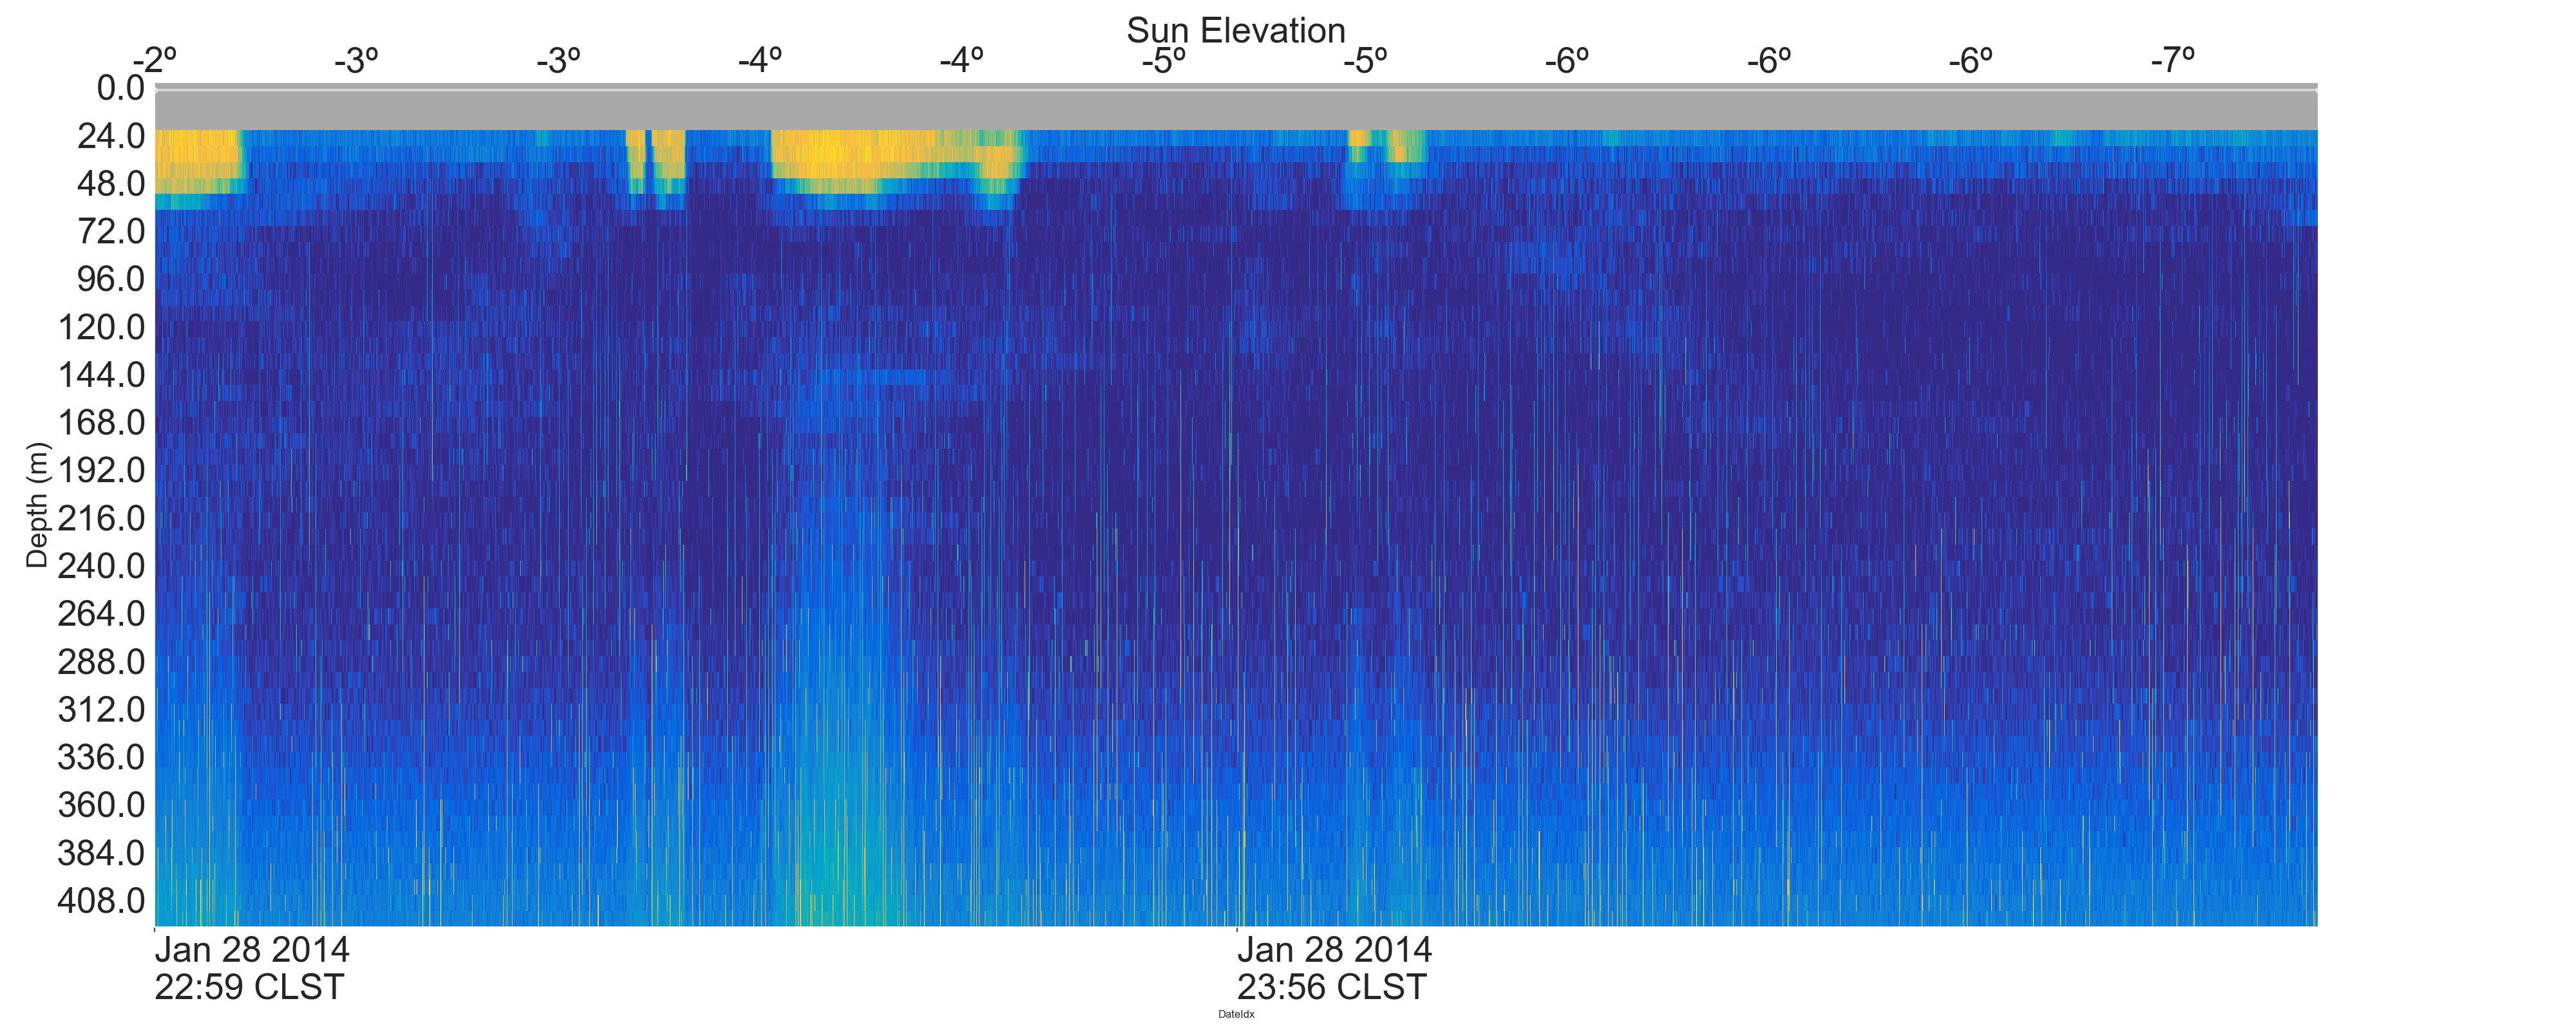 Sun Elevation
-2º -3º -3º -4º -4º -5º -5º -6º -6º -6º -7º
0.0
24.0
48.0
72.0
96.0
120.0
144.0
168.0
192.0
216.0
240.0
264.0
288.0
312.0
336.0
360.0
384.0
408.0
Depth (m)
Jan 28 2014
22:59 CLST
Jan 28 2014
23:56 CLST
DateIdx